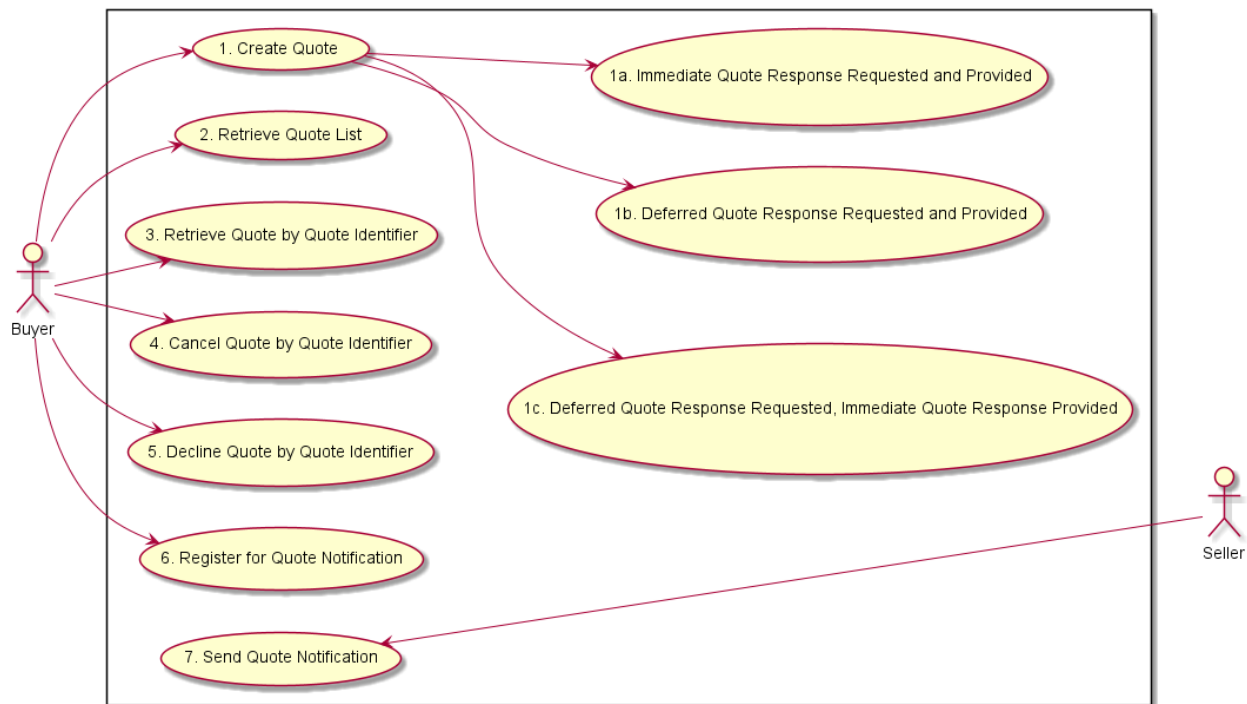 1. Create Quote
1a. Immediate Quote Response Requested and Provided
2. Retrieve Quote List
1b. Deferred Quote Response Requested and Provided
3. Retrieve Quote by Quote Identifier
Buyer
4. Cancel Quote by Quote Identifier
1c. Deferred Quote Response Requested, Immediate Quote Response Provided
5. Decline Quote by Quote Identifier
6. Register for Quote Notification
Seller
7. Send Quote Notification